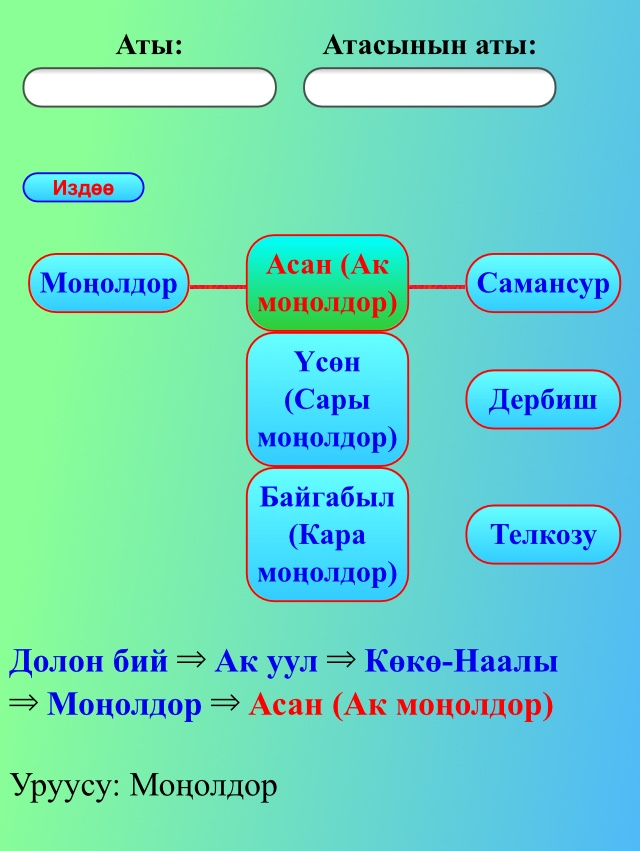 Аты:
Атасынын аты:
Издөө
Моңолдор
Асан (Ак
моңолдор)
Самансур
Үсөн
(Сары
моңолдор)
Дербиш
Байгабыл
(Кара
моңолдор)
Телкозу
Долон бий ⇒ Ак уул ⇒ Көкө-Наалы
⇒ Моңолдор ⇒ Асан (Ак моңолдор)
Уруусу: Моңолдор